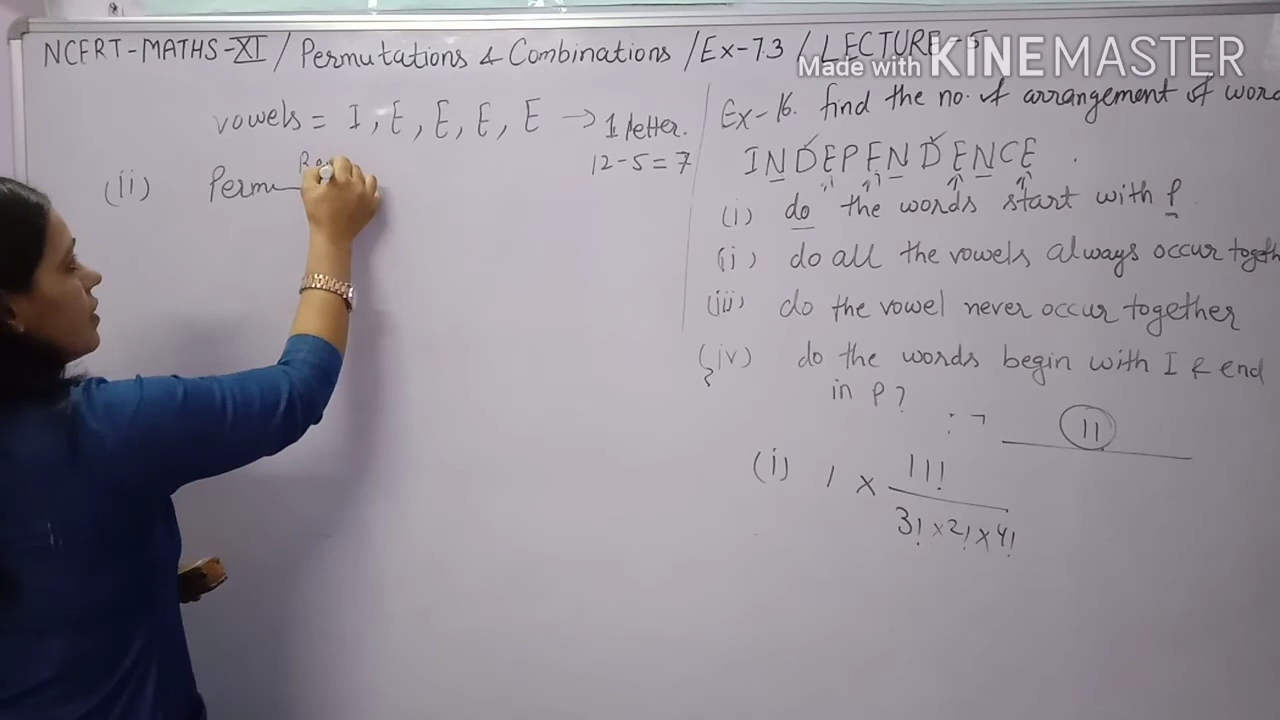 NCERT-MATHS-XI / Permutations & Combinations / Ex-7.3 / LECTURE-5
Made with KINEMASTER
vowels = I, E, E, E, E → 1 letter.
12-5=7
(ii) Permu
Ex-16. find the no. of arrangement of word
INDEPENDENCE.
(i) do the words start with P.
(i) do all the vowels always occur togeth
(iii) do the vowel never occur together
(iv) do the words begin with I & end
in P?
11
(i) 1 × 11!
3! × 2! × 4!